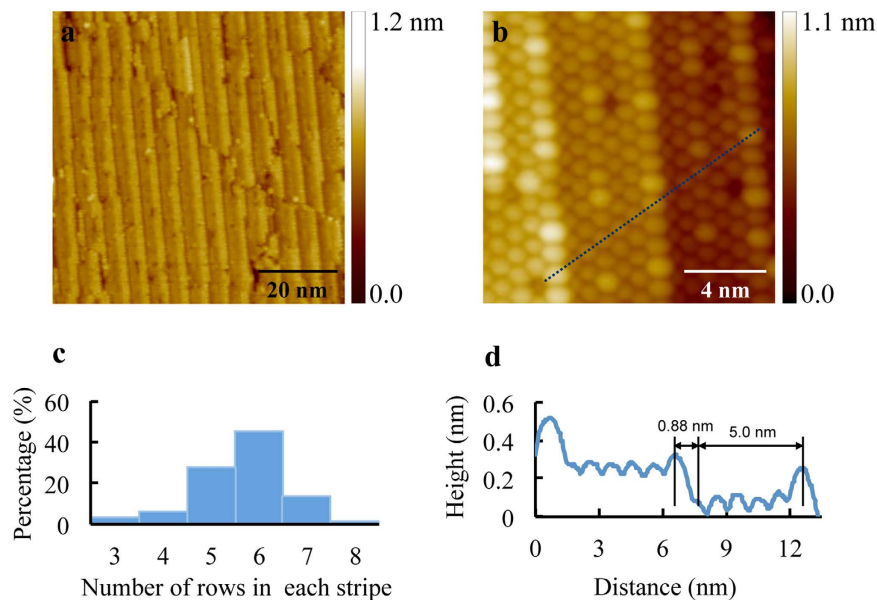 a
1.2 nm
20 nm
0.0
b
1.1 nm
4 nm
0.0
c
Percentage (%)
60
40
20
0
3 4 5 6 7 8
Number of rows in each stripe
d
Height (nm)
0.6
0.4
0.2
0
0.88 nm
5.0 nm
0 3 6 9 12
Distance (nm)